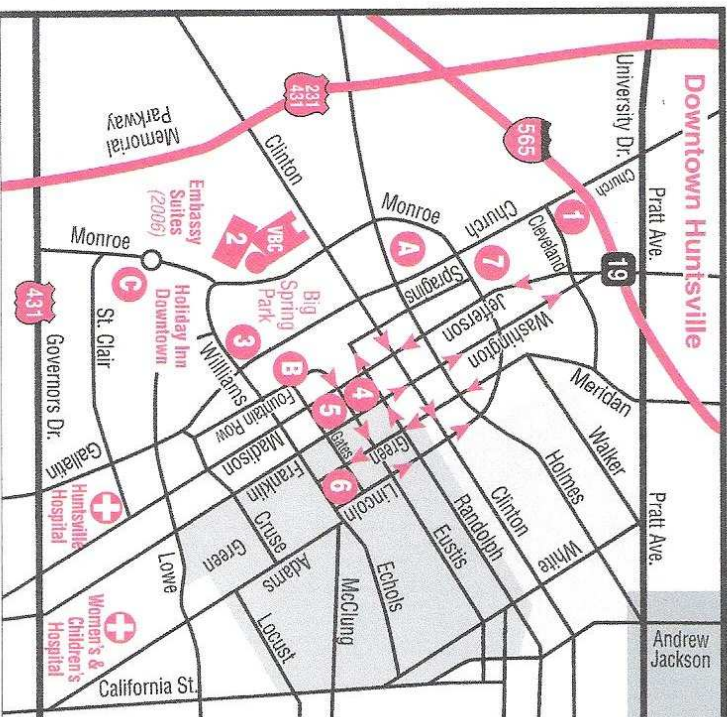 Downtown Huntsville
University Dr.
Pratt Ave.
Church
19
565
1
Cleveland
Church
7
Monroe
A
Spragins
Jefferson
Washington
Meridan
Walker
Pratt Ave.
Holmes
White
Andrew
Jackson
231
431
Memorial
Parkway
Clinton
Embassy
Suites
(2006)
VBC
2
Big
Spring
Park
Monroe
C
Holiday Inn
Downtown
3
Williams
B
Fountain Row
4
5
Gates
6
Green
Lincoln
Clinton
Randolph
Eustis
Madison
Franklin
Cruse
Green
Adams
Echols
McClung
Locust
St. Clair
431
Governors Dr.
Gallatin
Huntsville
Hospital
Lowe
Women's &
Children's
Hospital
California St.